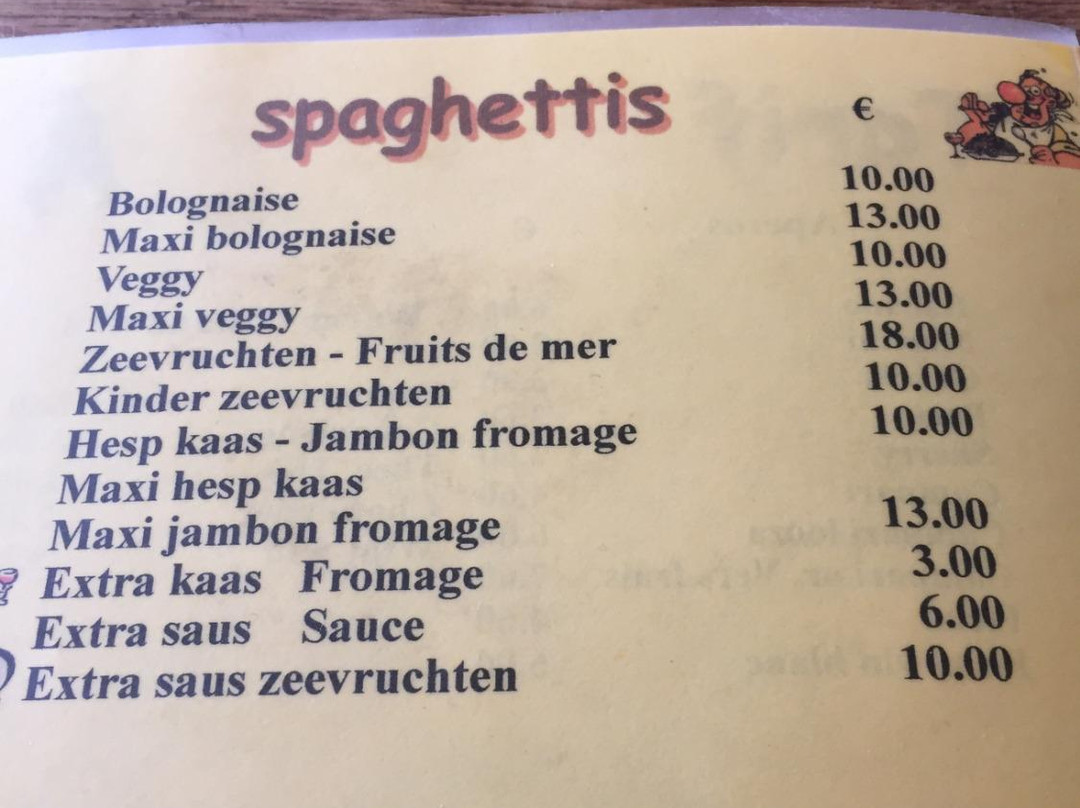 spaghettis €
Bolognaise 10.00
Maxi bolognaise 13.00
Veggy 10.00
Maxi veggy 13.00
Zeevruchten - Fruits de mer 18.00
Kinder zeevruchten 10.00
Hesp kaas - Jambon fromage 10.00
Maxi hesp kaas
Maxi jambon fromage 13.00
Extra kaas Fromage 3.00
Extra saus Sauce 6.00
Extra saus zeevruchten 10.00